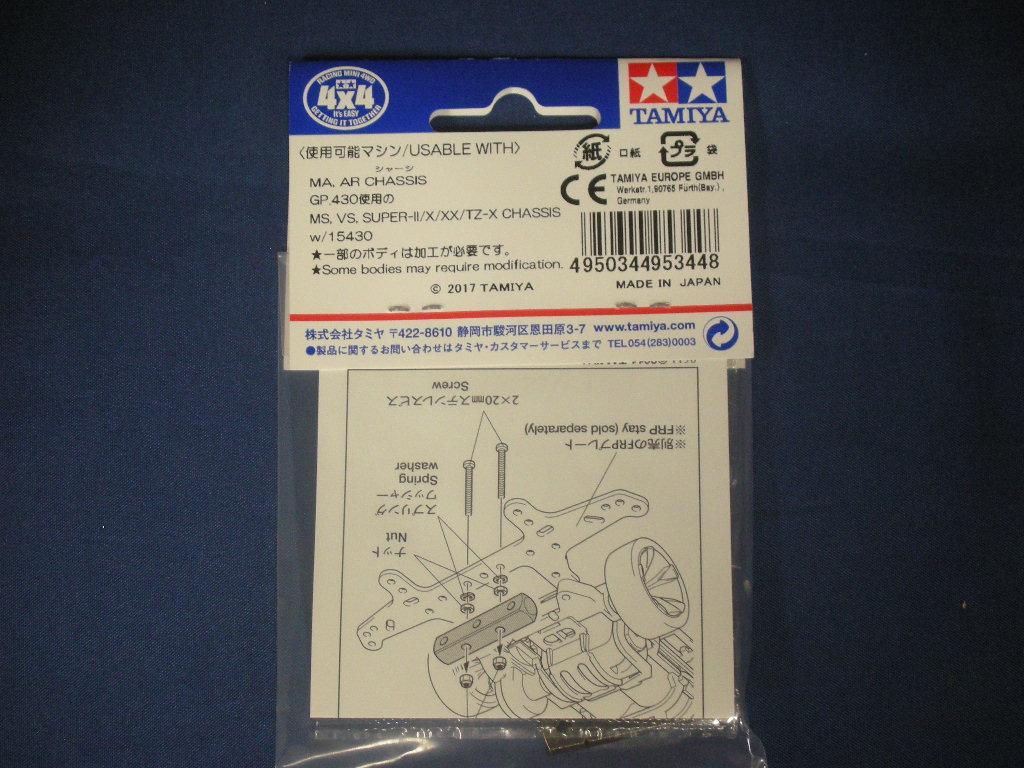 RACING MINI 4WD
4x4
It's EASY
GETTING IT TOGETHER
TAMIYA
〈使用可能マシン/USABLE WITH〉
シャーシ
MA, AR CHASSIS
GP.430使用の
MS, VS, SUPER-II/X/XX/TZ-X CHASSIS
w/15430
★一部のボディは加工が必要です。
★Some bodies may require modification.
© 2017 TAMIYA
紙
口紙
プラ
袋
CE
TAMIYA EUROPE GMBH
Werkstr.1,90765 Fürth(Bay.),
Germany
4950344953448
MADE IN JAPAN
株式会社タミヤ 〒422-8610 静岡市駿河区恩田原3-7 www.tamiya.com
●製品に関するお問い合わせはタミヤ・カスタマーサービスまで TEL054(283)0003
2×20mmステンレスビス
Screw
※別売のFRPプレート
※FRP stay (sold separately)
スプリング
ワッシャー
Spring
washer
ナット
Nut